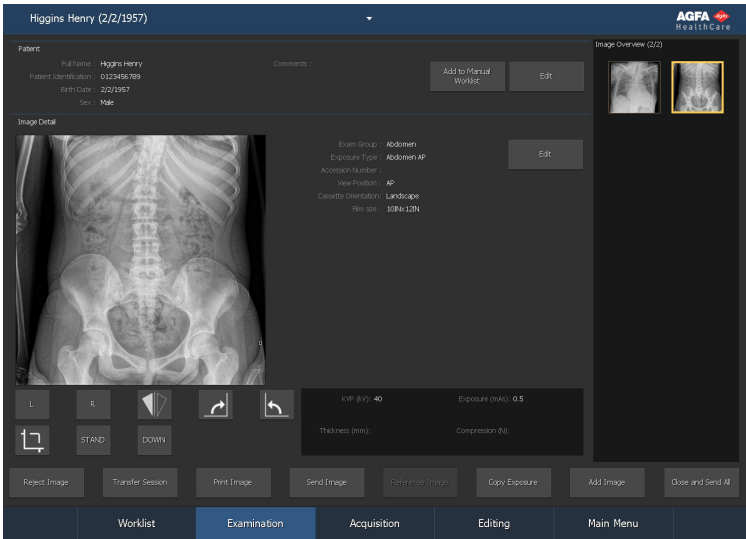 Higgins Henry (2/2/1957)
AGFA Agfa
HealthCare
Patient
Full Name : Higgins Henry
Comments :
Patient Identification : 0123456789
Birth Date : 2/2/1957
Sex : Male
Add to Manual
Worklist
Edit
Image Overview (2/2)
Image Detail
Exam Group : Abdomen
Exposure Type : Abdomen AP
Accession Number :
View Position : AP
Cassette Orientation: Landscape
Film size : 10INx12IN
Edit
L
R
STAND
DOWN
KVP (kV): 40
Exposure (mAs): 0.5
Thickness (mm):
Compression (N):
Reject Image
Transfer Session
Print Image
Send Image
Reference Image
Copy Exposure
Add Image
Close and Send All
Worklist
Examination
Acquisition
Editing
Main Menu